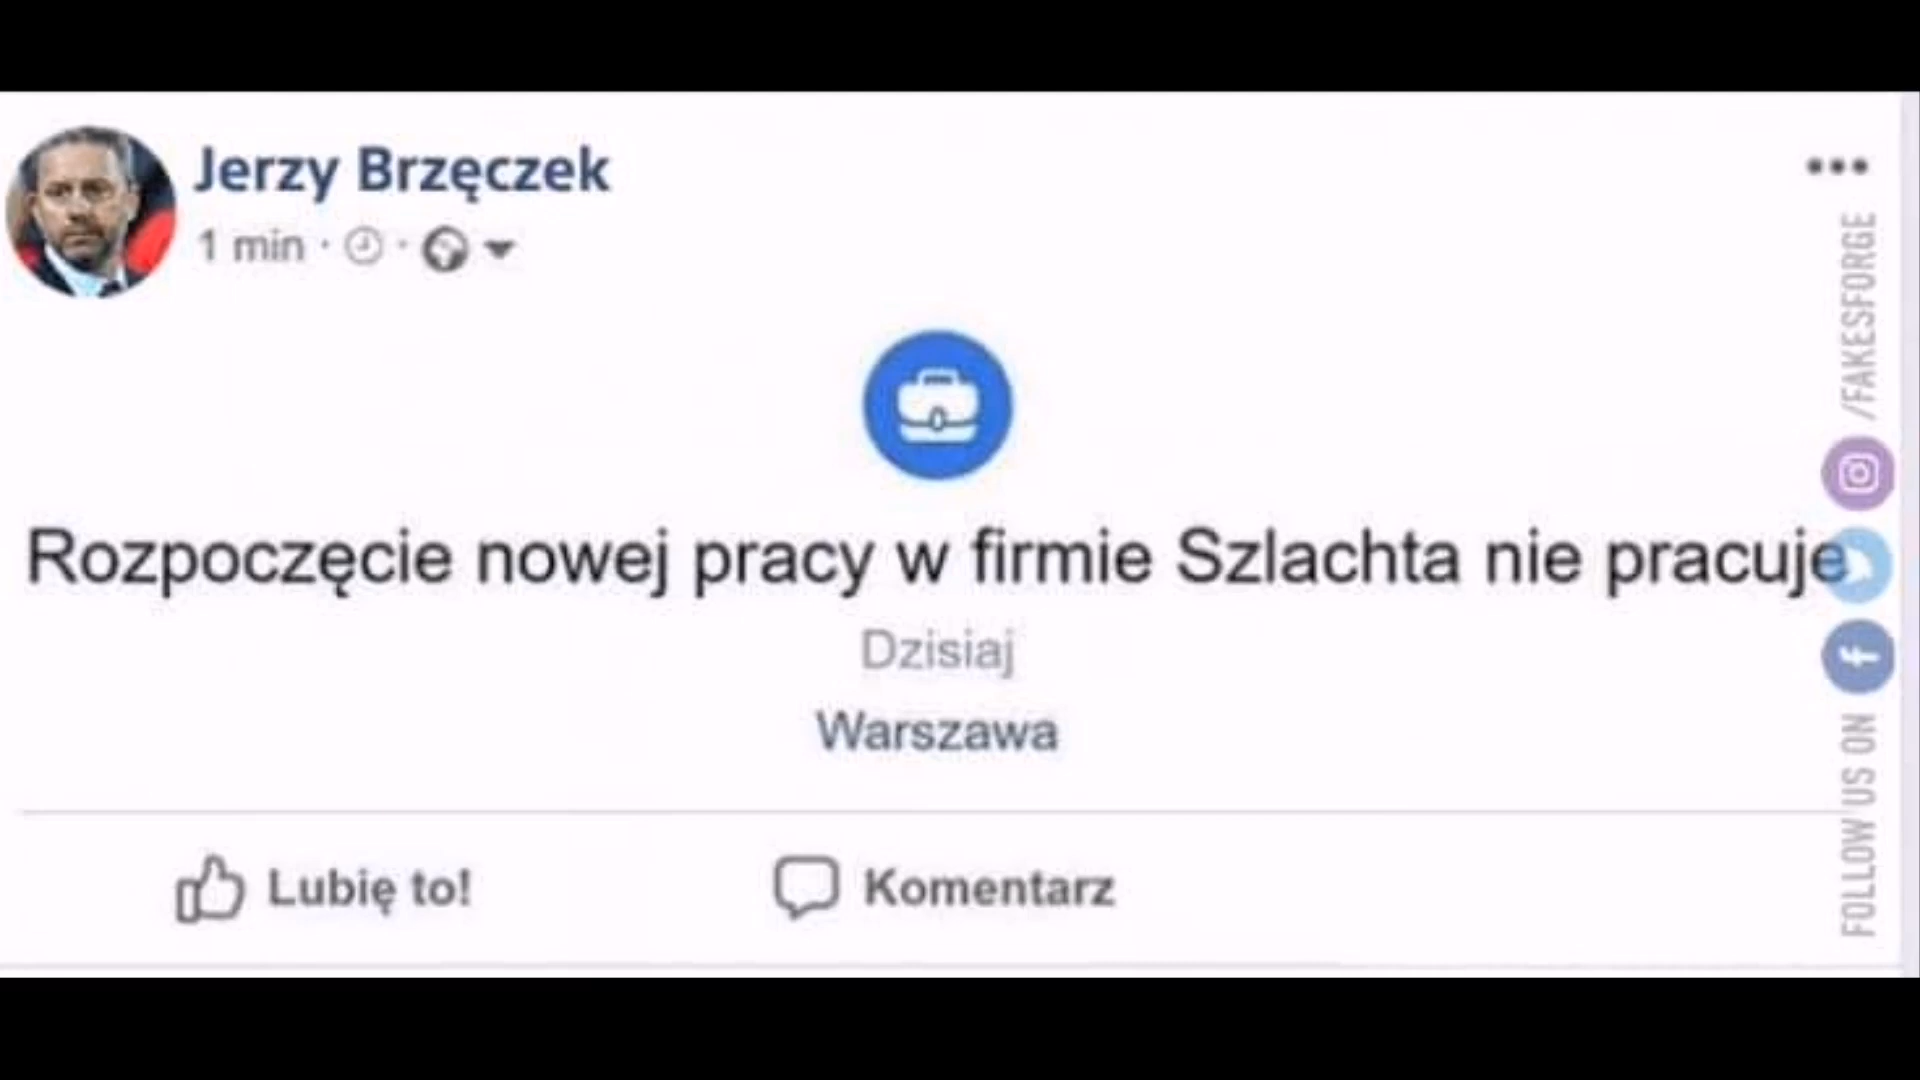 Jerzy Brzęczek
1 min
Rozpoczęcie nowej pracy w firmie Szlachta nie pracuje
Dzisiaj
Warszawa
Lubię to!
Komentarz
FOLLOW US ON /FAKESFORGE